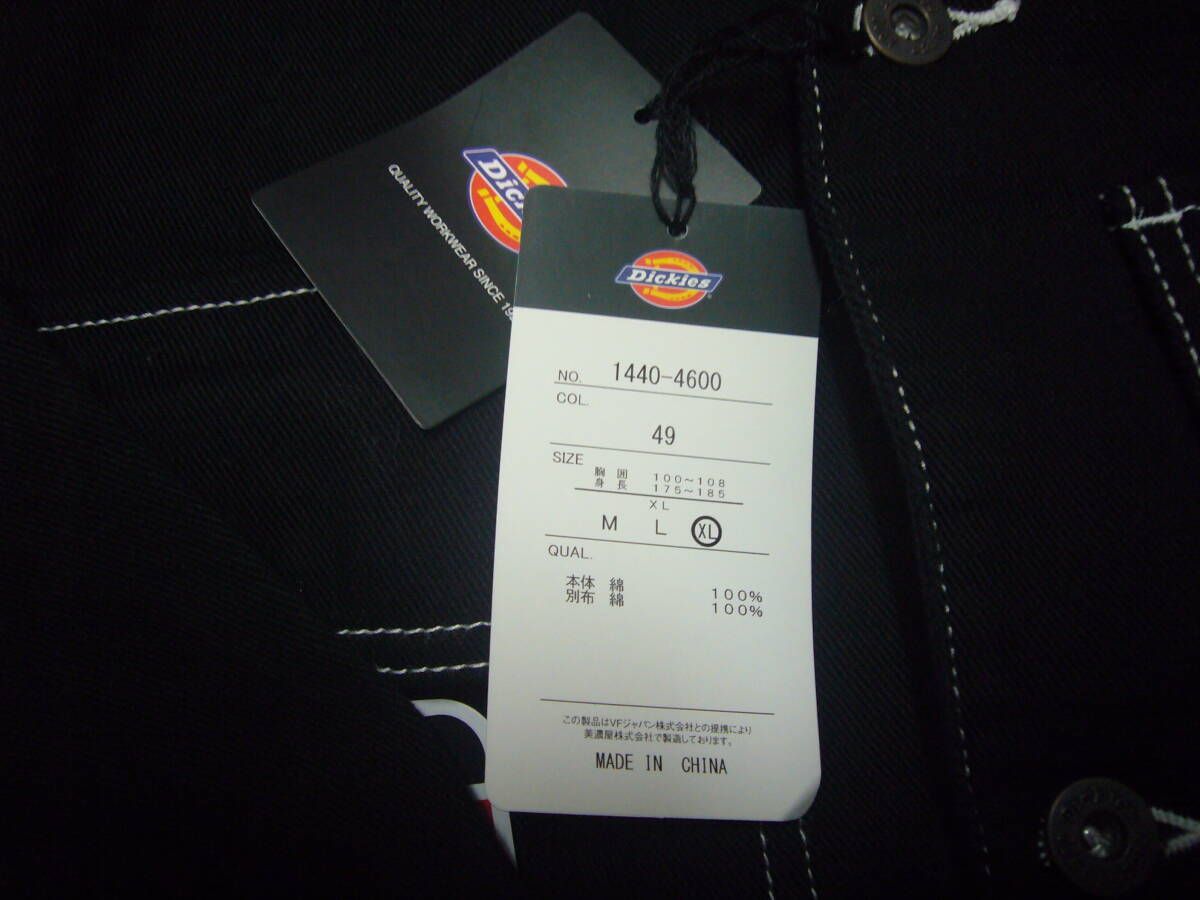 QUALITY WORKWEAR SINCE
Dickies
NO. 1440-4600
COL.
49
SIZE
胸 囲 100～108
身 長 175～185
XL
M L XL
QUAL.
本体 綿 100%
別布 綿 100%
この製品はVFジャパン株式会社との提携により
美濃屋株式会社で製造しております。
MADE IN CHINA